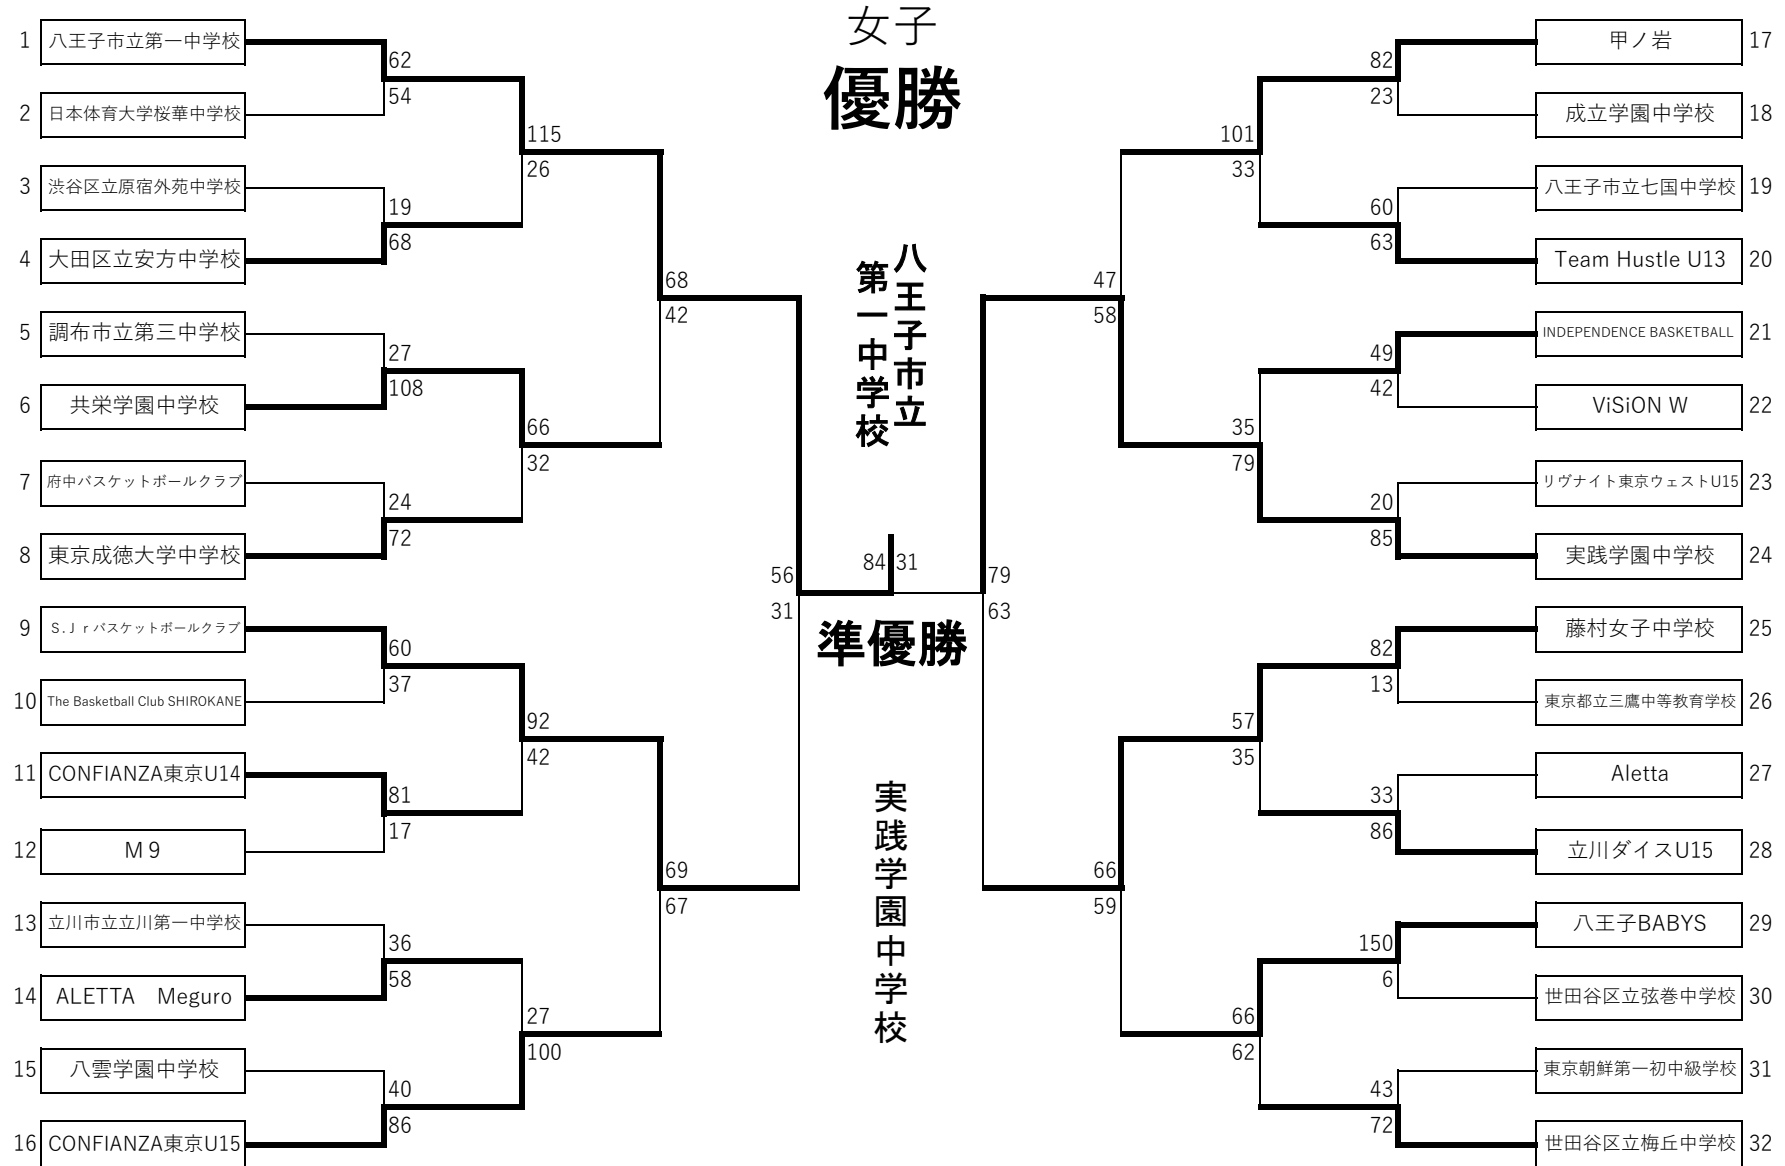 女子
優勝
八王子市立
第一中学校
84 31
準優勝
実践学園中学校
1 八王子市立第一中学校
62
54
2 日本体育大学桜華中学校
115
26
3 渋谷区立原宿外苑中学校
19
68
4 大田区立安方中学校
68
42
5 調布市立第三中学校
27
108
6 共栄学園中学校
66
32
7 府中バスケットボールクラブ
24
72
8 東京成徳大学中学校
56
31
9 S.Jrバスケットボールクラブ
60
37
10 The Basketball Club SHIROKANE
92
42
11 CONFIANZA東京U14
81
17
12 M9
69
67
13 立川市立立川第一中学校
36
58
14 ALETTA Meguro
27
100
15 八雲学園中学校
40
86
16 CONFIANZA東京U15
甲ノ岩 17
82
23
成立学園中学校 18
101
33
八王子市立七国中学校 19
60
63
Team Hustle U13 20
47
58
INDEPENDENCE BASKETBALL 21
49
42
ViSiON W 22
35
79
リヴナイト東京ウェストU15 23
20
85
実践学園中学校 24
79
63
藤村女子中学校 25
82
13
東京都立三鷹中等教育学校 26
57
35
Aletta 27
33
86
立川ダイスU15 28
66
59
八王子BABYS 29
150
6
世田谷区立弦巻中学校 30
66
62
東京朝鮮第一初中級学校 31
43
72
世田谷区立梅丘中学校 32